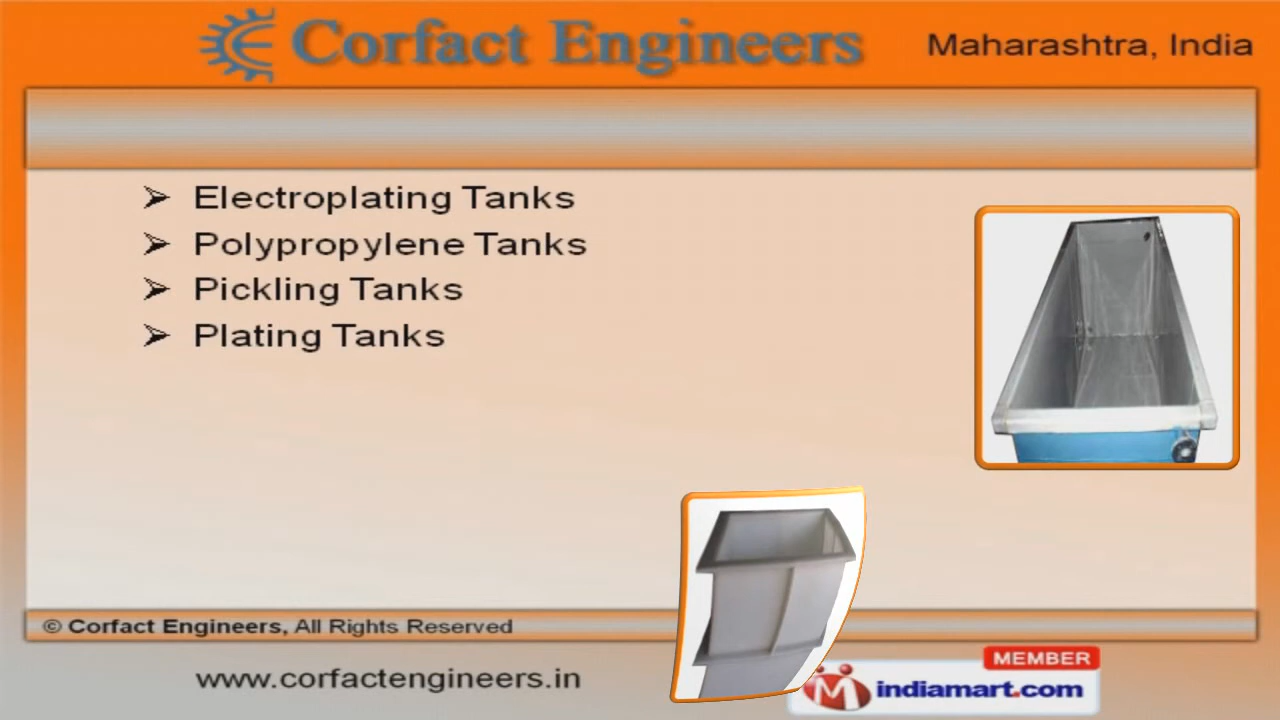 Corfact Engineers
Maharashtra, India
➢ Electroplating Tanks
➢ Polypropylene Tanks
➢ Pickling Tanks
➢ Plating Tanks
© Corfact Engineers, All Rights Reserved
www.corfactengineers.in
MEMBER
indiamart.com